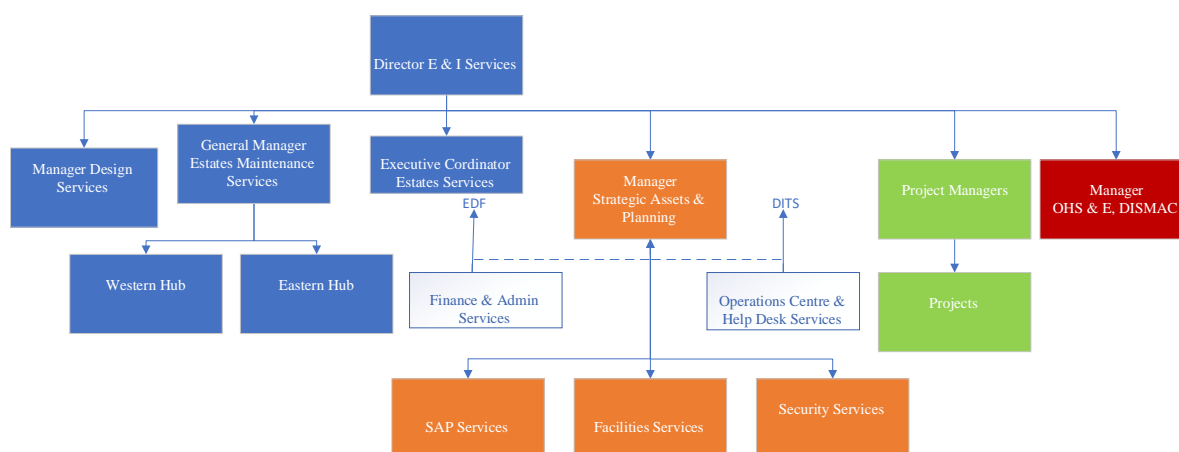 Director E & I Services
Manager Design
Services
General Manager
Estates Maintenance
Services
Executive Cordinator
Estates Services
Manager
Strategic Assets &
Planning
Project Managers
Manager
OHS & E, DISMAC
EDF
DITS
Western Hub
Eastern Hub
Finance & Admin
Services
Operations Centre &
Help Desk Services
Projects
SAP Services
Facilities Services
Security Services